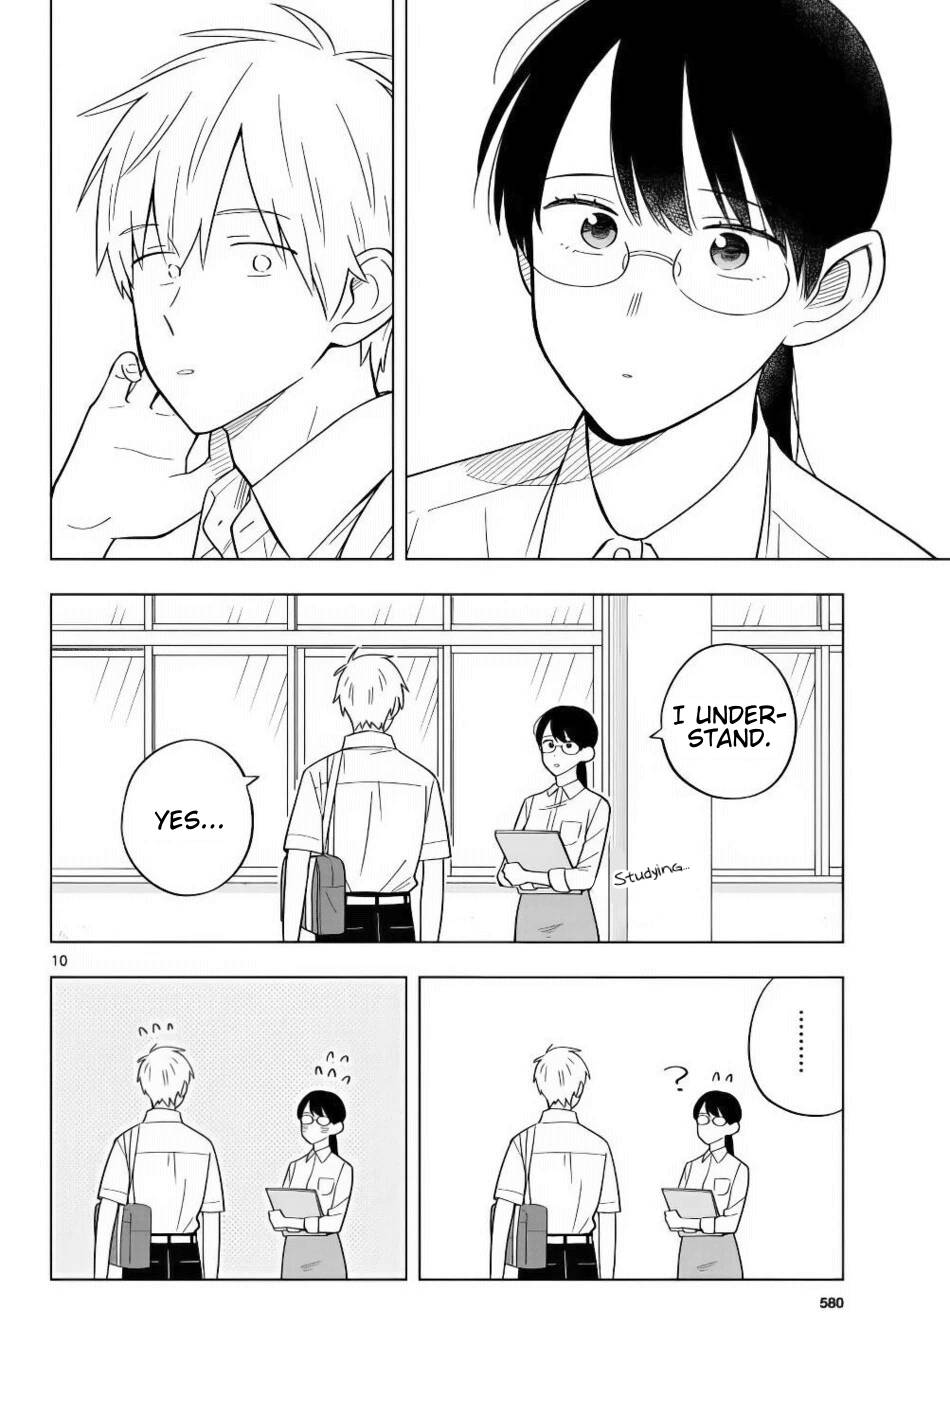 I UNDER-
STAND.
Studying...
YES...
10
?
.........
580